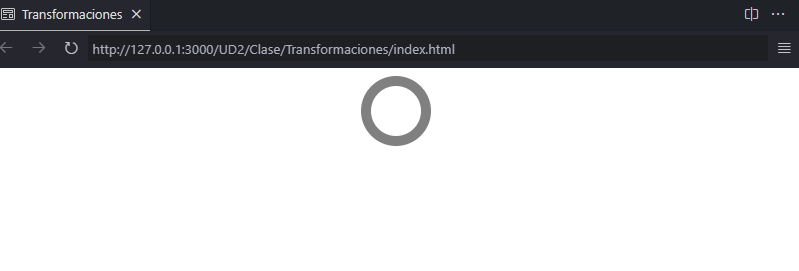 Transformaciones
http://127.0.0.1:3000/UD2/Clase/Transformaciones/index.html